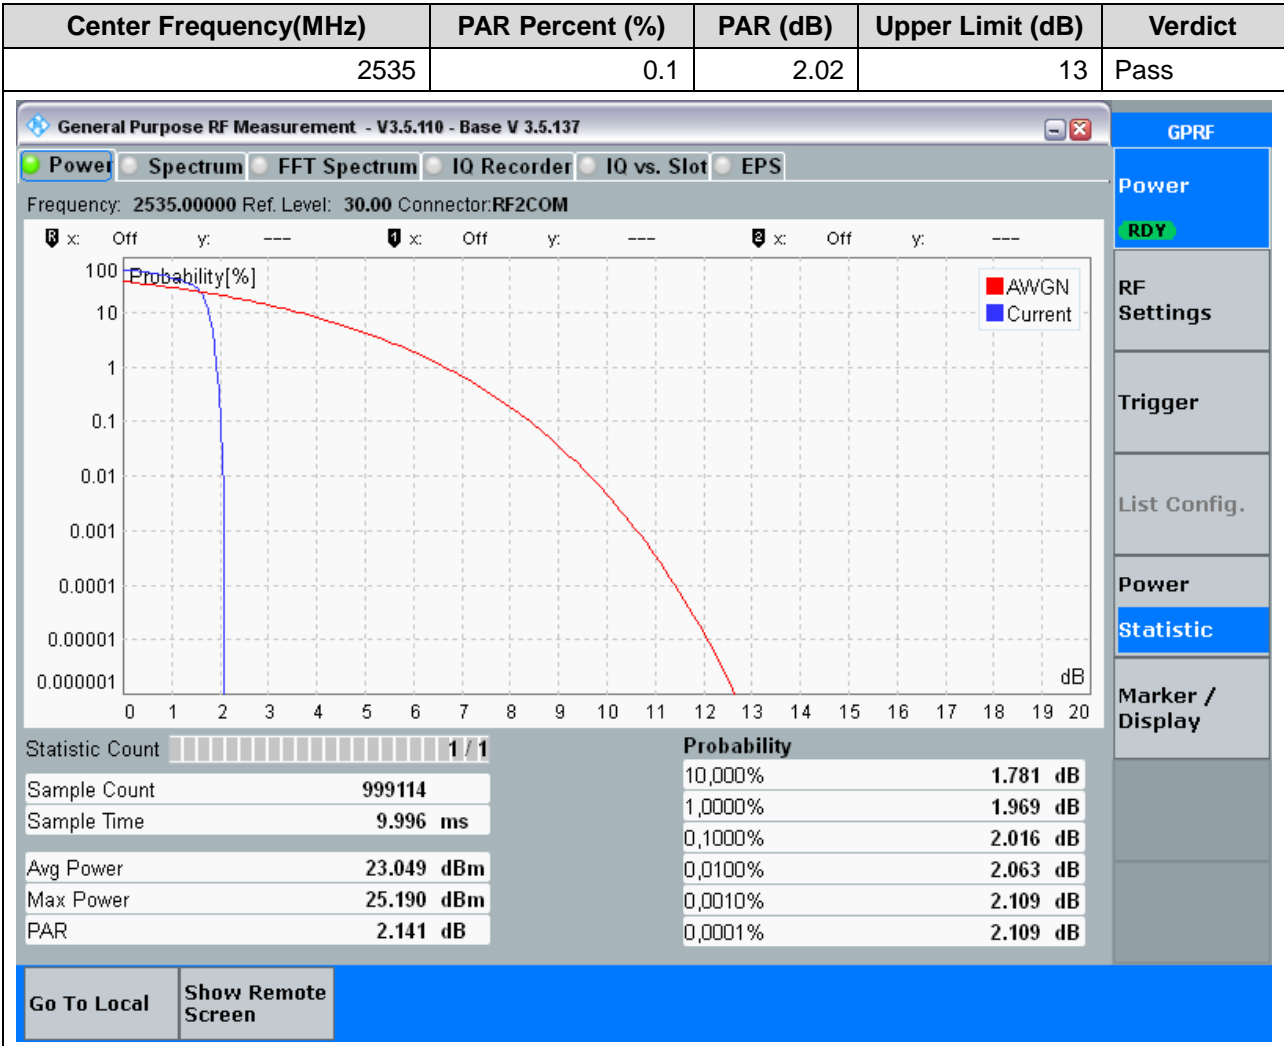 Center Frequency(MHz) PAR Percent (%) PAR (dB) Upper Limit (dB) Verdict
2535 0.1 2.02 13 Pass
General Purpose RF Measurement - V3.5.110 - Base V 3.5.137
GPRF
Power Spectrum FFT Spectrum IQ Recorder IQ vs. Slot EPS
Power
RDY
Frequency: 2535.00000 Ref. Level: 30.00 Connector:RF2COM
R x: Off y: --- 1 x: Off y: --- 2 x: Off y: ---
100 Probability[%]
AWGN
Current
RF
Settings
10
1
Trigger
0.1
0.01
List Config.
0.001
0.0001
Power
Statistic
0.00001
0.000001
dB
Marker /
Display
0 1 2 3 4 5 6 7 8 9 10 11 12 13 14 15 16 17 18 19 20
Statistic Count 1 / 1
Probability
Sample Count 999114
Sample Time 9.996 ms
Avg Power 23.049 dBm
Max Power 25.190 dBm
PAR 2.141 dB
10,000% 1.781 dB
1,0000% 1.969 dB
0,1000% 2.016 dB
0,0100% 2.063 dB
0,0010% 2.109 dB
0,0001% 2.109 dB
Go To Local
Show Remote
Screen